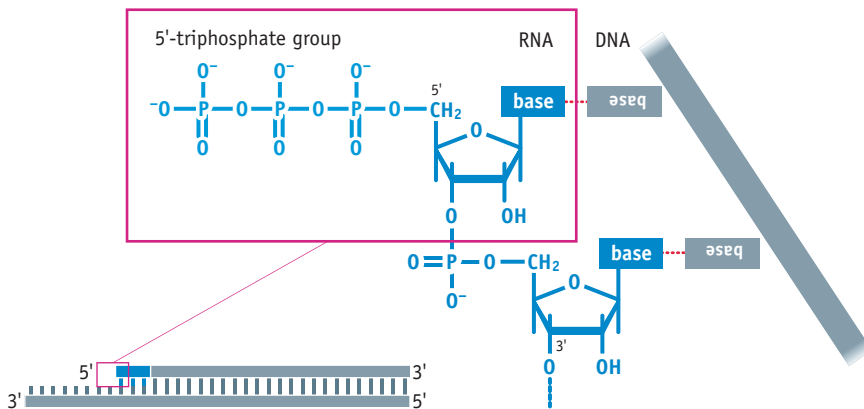 5'-triphosphate group RNA DNA
O⁻ O⁻ O⁻
5'
⁻O P O P O P O CH₂ base base
O O O O
O OH
O P O CH₂ base base
O⁻ O
3'
5' 3' O OH
3' 5'